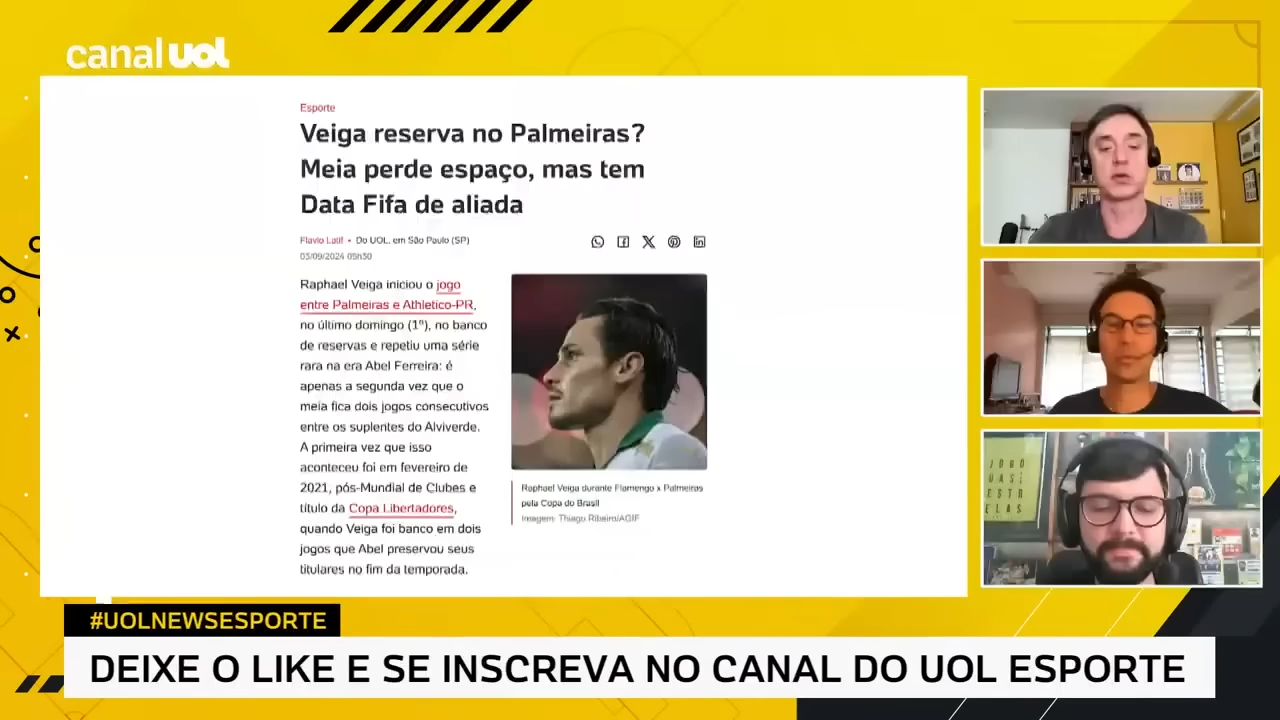 canal uol
Esporte
Veiga reserva no Palmeiras?
Meia perde espaço, mas tem
Data Fifa de aliada
Flavio Latif • Do UOL, em São Paulo (SP)
03/09/2024 05h30
Raphael Veiga iniciou o jogo
entre Palmeiras e Athletico-PR,
no último domingo (1º), no banco
de reservas e repetiu uma série
rara na era Abel Ferreira: é
apenas a segunda vez que o
meia fica dois jogos consecutivos
entre os suplentes do Alviverde.
A primeira vez que isso
aconteceu foi em fevereiro de
2021, pós-Mundial de Clubes e
título da Copa Libertadores,
quando Veiga foi banco em dois
jogos que Abel preservou seus
titulares no fim da temporada.
Raphael Veiga durante Flamengo x Palmeiras
pela Copa do Brasil
Imagem: Thiago Ribeiro/AGIF
#UOLNEWSESPORTE
DEIXE O LIKE E SE INSCREVA NO CANAL DO UOL ESPORTE